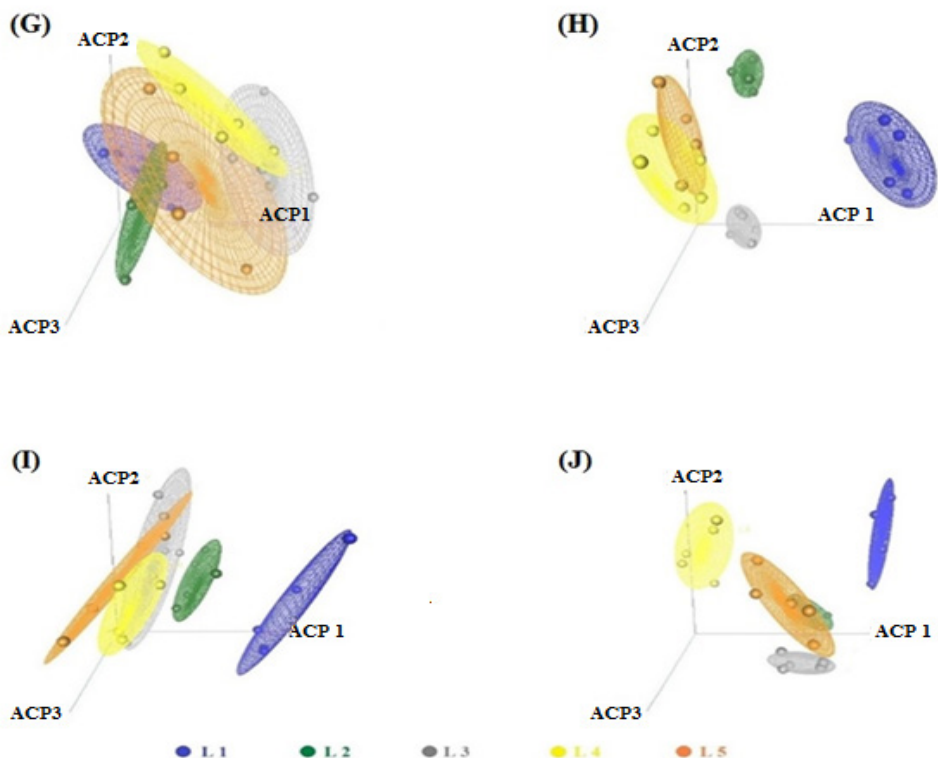 (G)
(H)
ACP2
ACP2
ACP1
ACP 1
ACP3
ACP3
(I)
(J)
ACP2
ACP2
ACP 1
ACP 1
ACP3
ACP3
L 1 L 2 L 3 L 4 L 5